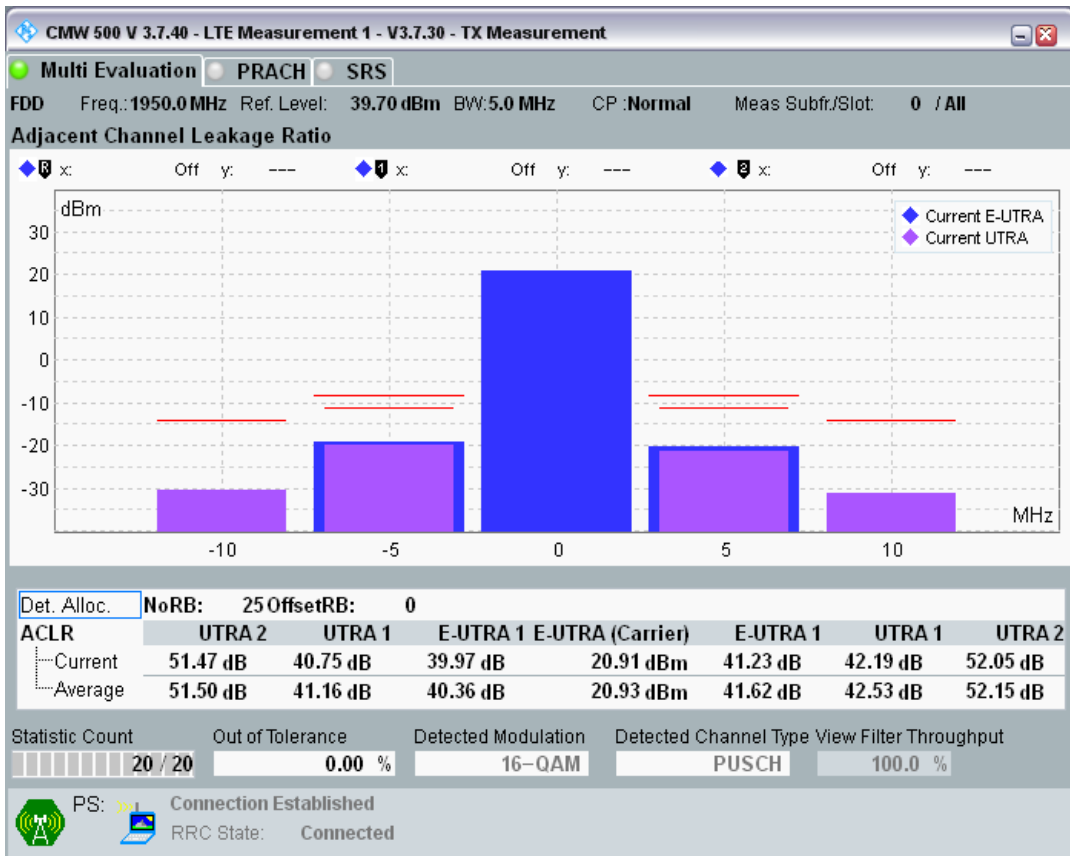 CMW 500 V 3.7.40 - LTE Measurement 1 - V3.7.30 - TX Measurement
Multi Evaluation PRACH SRS
FDD Freq.: 1950.0 MHz Ref. Level: 39.70 dBm BW: 5.0 MHz CP : Normal Meas Subfr./Slot: 0 / All
Adjacent Channel Leakage Ratio
R x: Off y: --- 1 x: Off y: --- 2 x: Off y: ---
dBm
Current E-UTRA
Current UTRA
30
20
10
0
-10
-20
-30
MHz
-10 -5 0 5 10
Det. Alloc. NoRB: 25 OffsetRB: 0
ACLR UTRA 2 UTRA 1 E-UTRA 1 E-UTRA (Carrier) E-UTRA 1 UTRA 1 UTRA 2
Current 51.47 dB 40.75 dB 39.97 dB 20.91 dBm 41.23 dB 42.19 dB 52.05 dB
Average 51.50 dB 41.16 dB 40.36 dB 20.93 dBm 41.62 dB 42.53 dB 52.15 dB
Statistic Count Out of Tolerance Detected Modulation Detected Channel Type View Filter Throughput
20 / 20 0.00 % 16-QAM PUSCH 100.0 %
PS: Connection Established
RRC State: Connected